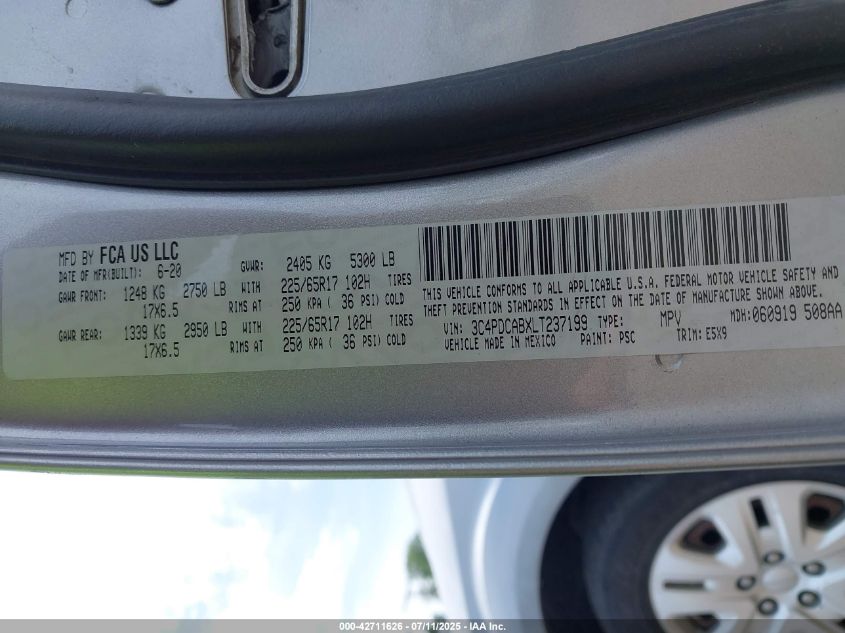 MFD BY FCA US LLC
DATE OF MFR(BUILT): 6-20 GVWR: 2405 KG 5300 LB
GAWR FRONT: 1248 KG 2750 LB WITH 225/65R17 102H TIRES
17X6.5 RIMS AT 250 KPA ( 36 PSI) COLD
GAWR REAR: 1339 KG 2950 LB WITH 225/65R17 102H TIRES
17X6.5 RIMS AT 250 KPA ( 36 PSI) COLD
THIS VEHICLE CONFORMS TO ALL APPLICABLE U.S.A. FEDERAL MOTOR VEHICLE SAFETY AND
THEFT PREVENTION STANDARDS IN EFFECT ON THE DATE OF MANUFACTURE SHOWN ABOVE.
VIN: 3C4PDCABXLT237199 TYPE: MPV MDH:060919 508AA
VEHICLE MADE IN MEXICO PAINT: PSC TRIM: E5X9
000-42711626 - 07/11/2025 - IAA Inc.